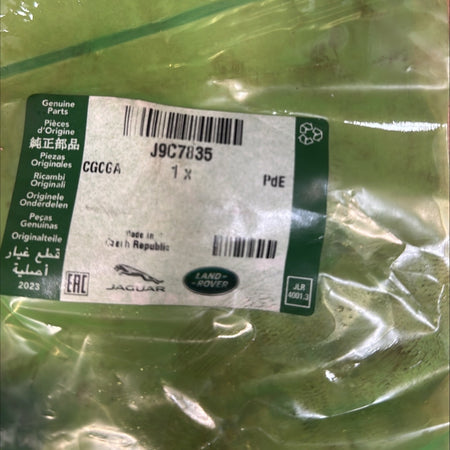 Genuine
Parts
Pièces
d'Origine
純正部品
Piezas
Originales
Ricambi
Originali
Originele
Onderdelen
Peças
Genuínas
Originalteile
قطع غيار
أصلية
2023
J9C7835
CGCGA
1 x
PdE
Made in
Czech Republic
EAC
JAGUAR
LAND-
ROVER
JLR
4001.3